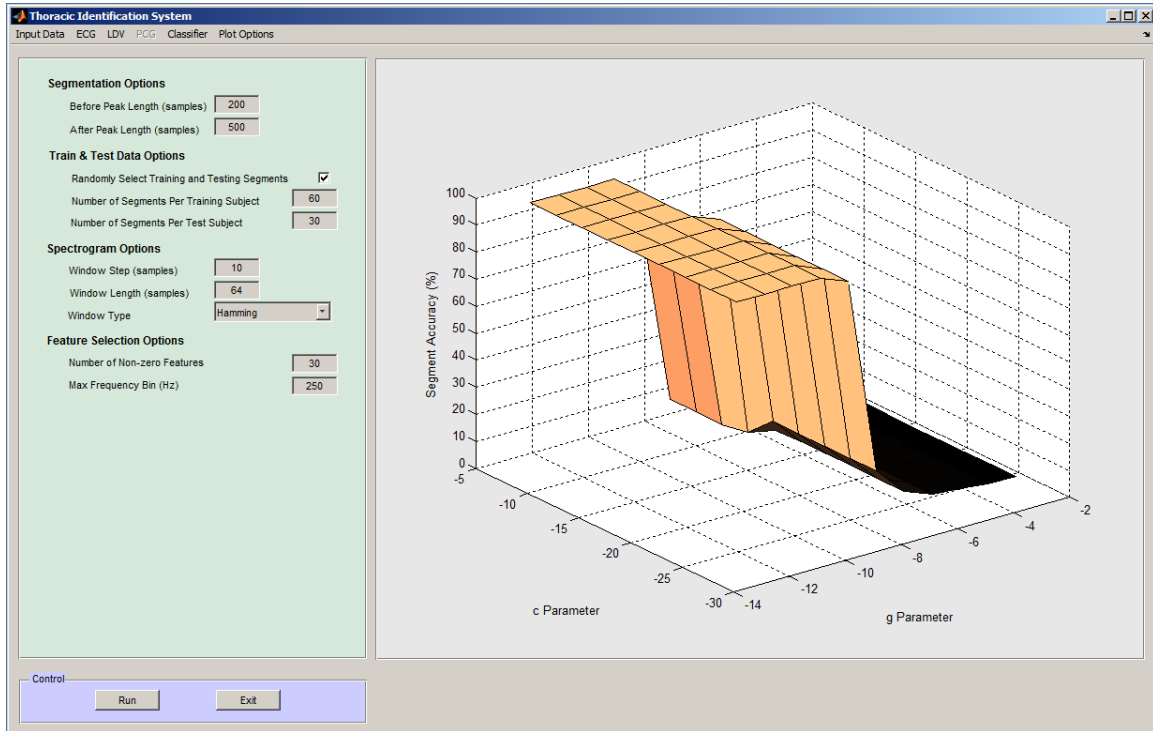 Thoracic Identification System
Input Data ECG LDV PCG Classifier Plot Options
Segmentation Options
Before Peak Length (samples) 200
After Peak Length (samples) 500
Train & Test Data Options
Randomly Select Training and Testing Segments
Number of Segments Per Training Subject 60
Number of Segments Per Test Subject 30
Spectrogram Options
Window Step (samples) 10
Window Length (samples) 64
Window Type Hamming
Feature Selection Options
Number of Non-zero Features 30
Max Frequency Bin (Hz) 250
Control
Run Exit
Segment Accuracy (%)
100
90
80
70
60
50
40
30
20
10
0
-5
-10
-15
-20
-25
-30
c Parameter
-14
-12
-10
-8
-6
-4
-2
g Parameter